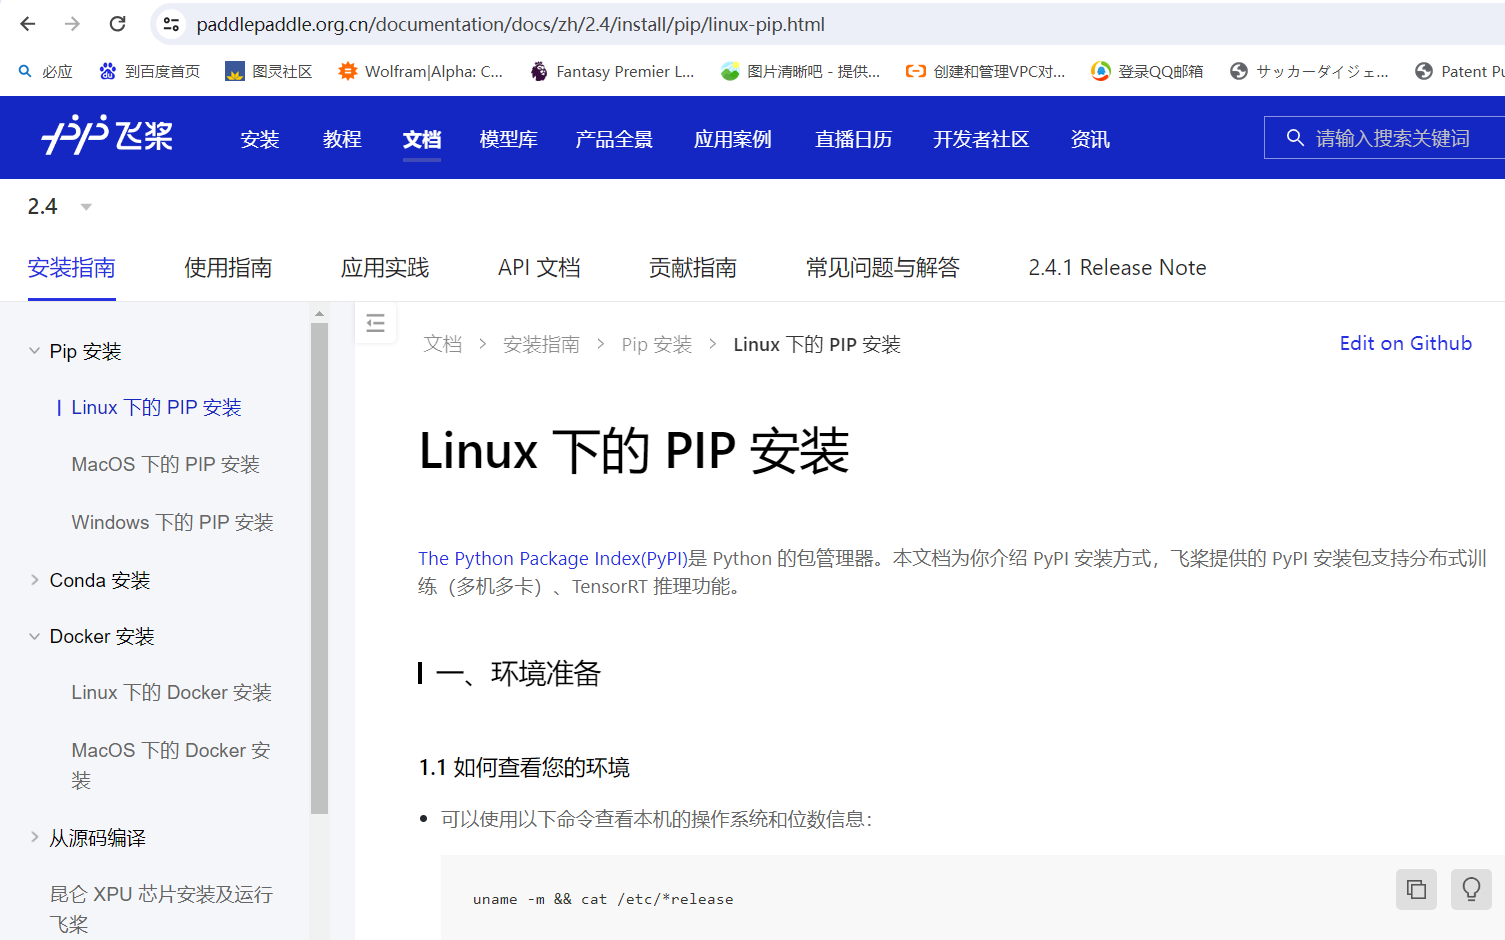 paddlepaddle.org.cn/documentation/docs/zh/2.4/install/pip/linux-pip.html
必应 到百度首页 图灵社区 Wolfram|Alpha: C... Fantasy Premier L... 图片清晰吧 - 提供... 创建和管理VPC对... 登录QQ邮箱 サッカーダイジェ... Patent Pu
飞桨 安装 教程 文档 模型库 产品全景 应用案例 直播日历 开发者社区 资讯 请输入搜索关键词
2.4
安装指南 使用指南 应用实践 API 文档 贡献指南 常见问题与解答 2.4.1 Release Note
Pip 安装
Linux 下的 PIP 安装
MacOS 下的 PIP 安装
Windows 下的 PIP 安装
Conda 安装
Docker 安装
Linux 下的 Docker 安装
MacOS 下的 Docker 安
装
从源码编译
昆仑 XPU 芯片安装及运行
飞桨
文档 > 安装指南 > Pip 安装 > Linux 下的 PIP 安装
Edit on Github
Linux 下的 PIP 安装
The Python Package Index(PyPI)是 Python 的包管理器。本文档为你介绍 PyPI 安装方式，飞桨提供的 PyPI 安装包支持分布式训
练（多机多卡）、TensorRT 推理功能。
一、环境准备
1.1 如何查看您的环境
可以使用以下命令查看本机的操作系统和位数信息：
uname -m && cat /etc/*release